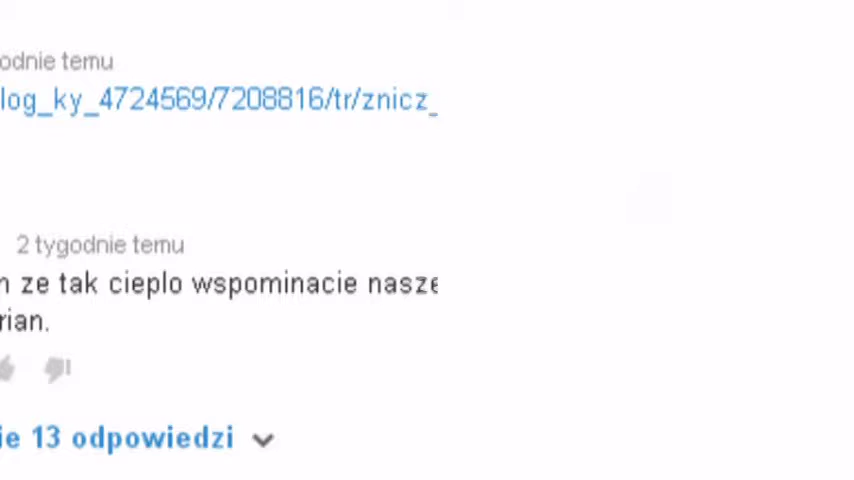 odnie temu
log_ky_4724569/7208816/tr/znicz_
2 tygodnie temu
ze tak cieplo wspominacie nasze
rian.
ie 13 odpowiedzi